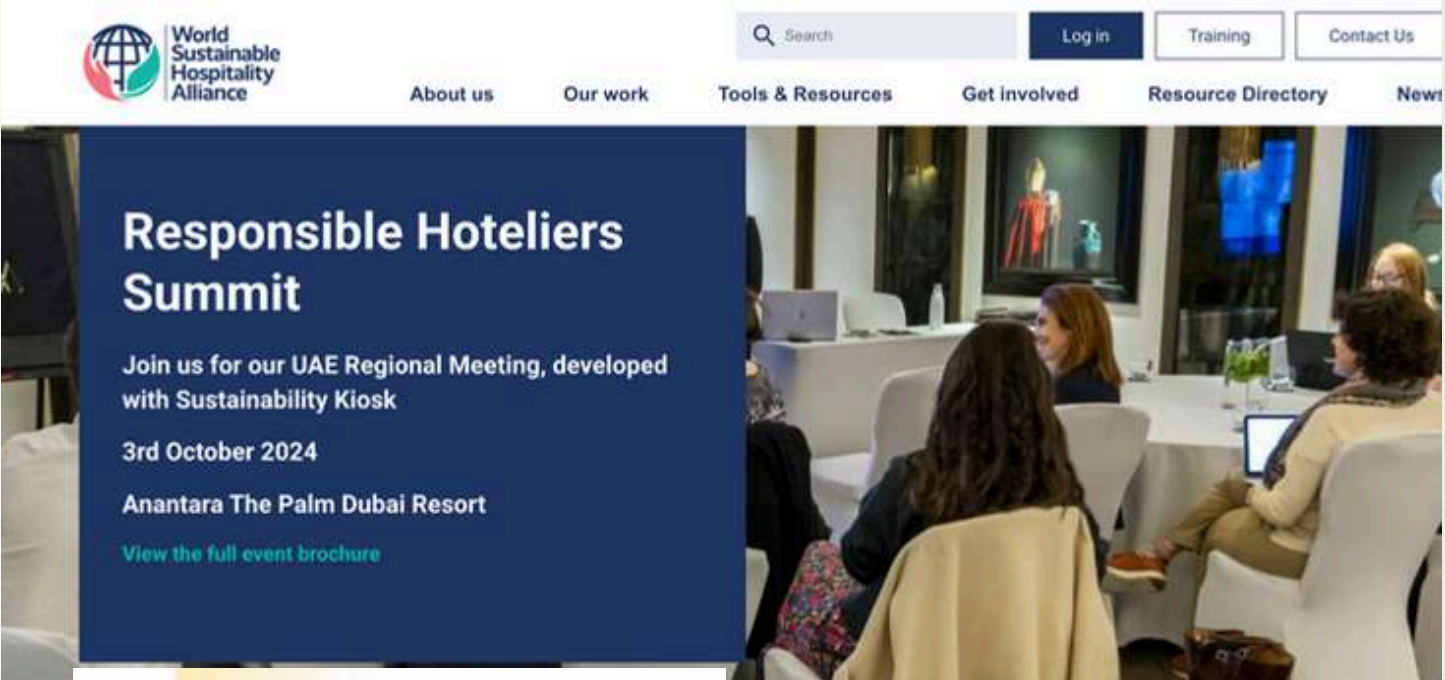 World
Sustainable
Hospitality
Alliance
Search
Log in
Training
Contact Us
About us
Our work
Tools & Resources
Get involved
Resource Directory
News
Responsible Hoteliers
Summit
Join us for our UAE Regional Meeting, developed
with Sustainability Kiosk
3rd October 2024
Anantara The Palm Dubai Resort
View the full event brochure